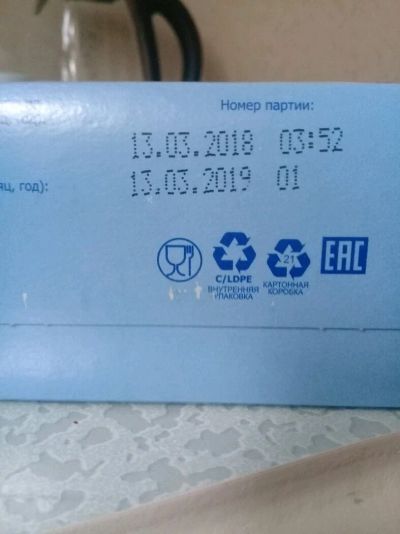 Номер партии:
13.03.2018 03:52
яц, год):
13.03.2019 01
21
C/LDPE
ВНУТРЕННЯЯ
УПАКОВКА
КАРТОННАЯ
КОРОБКА
EAC